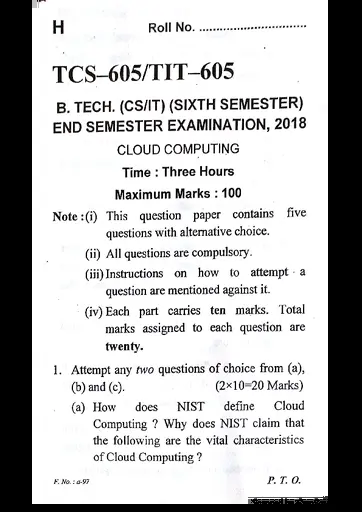 H
Roll No. ................................
TCS–605/TIT–605
B. TECH. (CS/IT) (SIXTH SEMESTER)
END SEMESTER EXAMINATION, 2018
CLOUD COMPUTING
Time : Three Hours
Maximum Marks : 100
Note : (i) This question paper contains five
questions with alternative choice.
(ii) All questions are compulsory.
(iii) Instructions on how to attempt a
question are mentioned against it.
(iv) Each part carries ten marks. Total
marks assigned to each question are
twenty.
1. Attempt any two questions of choice from (a),
(b) and (c). (2×10=20 Marks)
(a) How does NIST define Cloud
Computing ? Why does NIST claim that
the following are the vital characteristics
of Cloud Computing ?
F. No. : a-97
P. T. O.